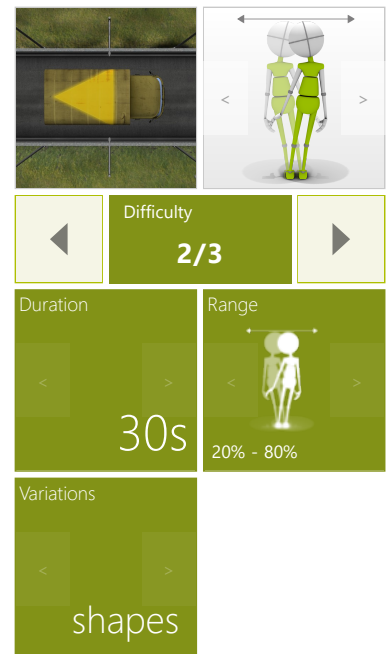 < >
Difficulty
2/3
Duration
< >
30s
Range
< >
20% - 80%
Variations
< >
shapes